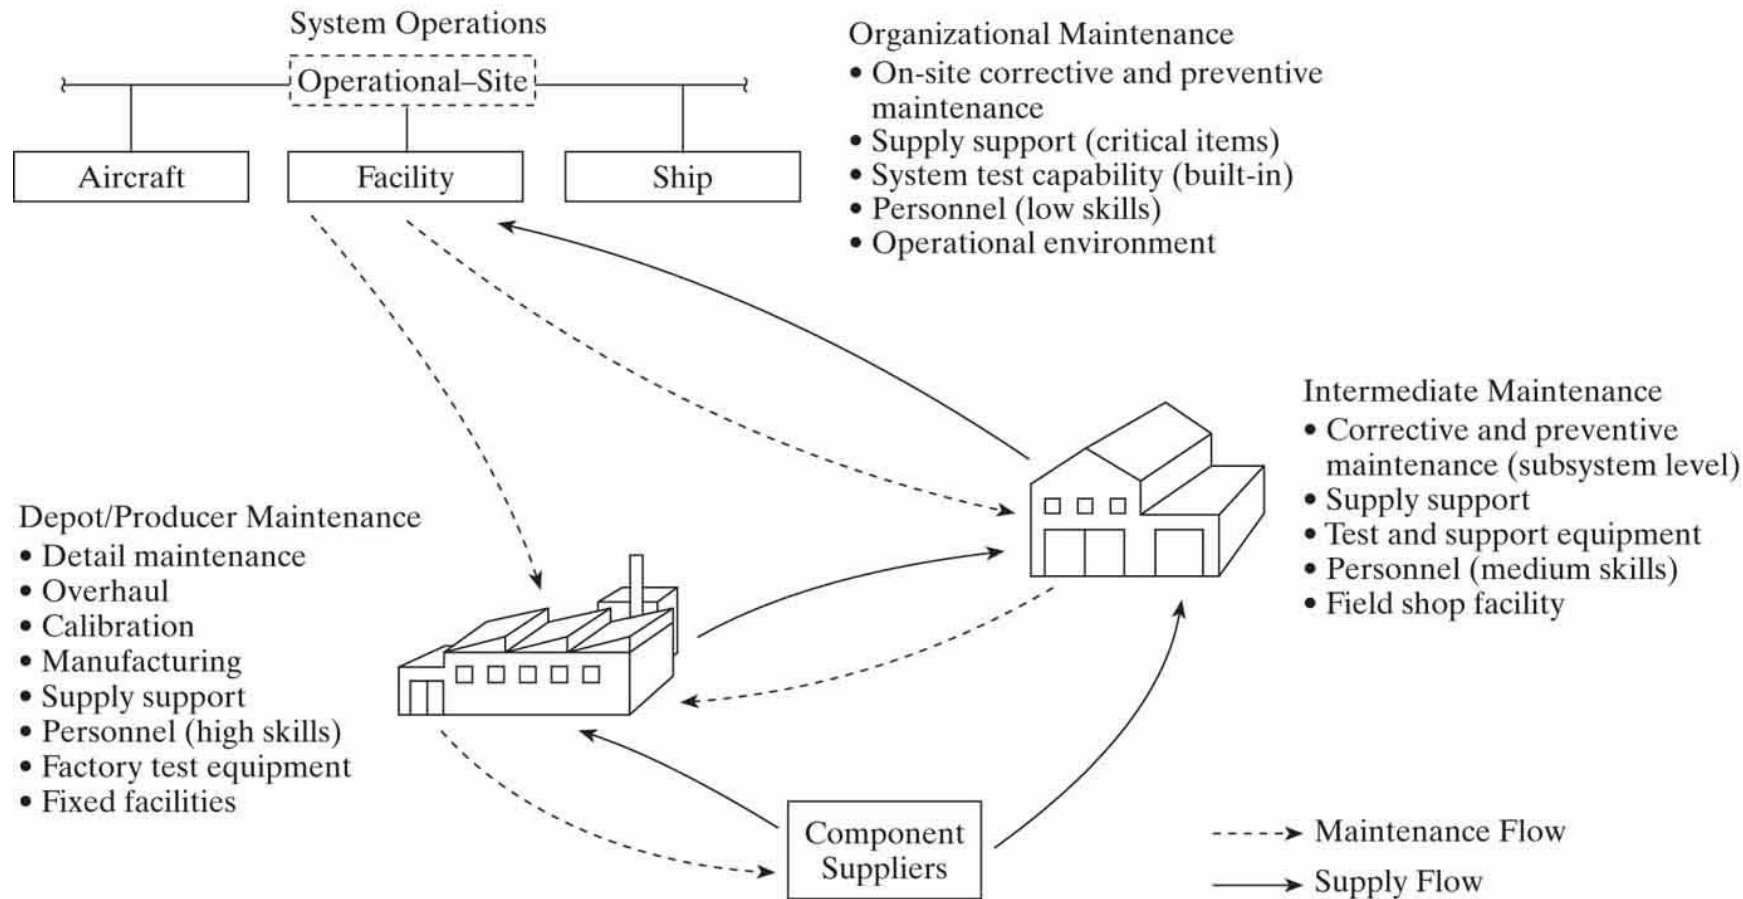 System Operations
Operational–Site
Aircraft
Facility
Ship
Organizational Maintenance
• On-site corrective and preventive
maintenance
• Supply support (critical items)
• System test capability (built-in)
• Personnel (low skills)
• Operational environment
Intermediate Maintenance
• Corrective and preventive
maintenance (subsystem level)
• Supply support
• Test and support equipment
• Personnel (medium skills)
• Field shop facility
Depot/Producer Maintenance
• Detail maintenance
• Overhaul
• Calibration
• Manufacturing
• Supply support
• Personnel (high skills)
• Factory test equipment
• Fixed facilities
Component
Suppliers
Maintenance Flow
Supply Flow